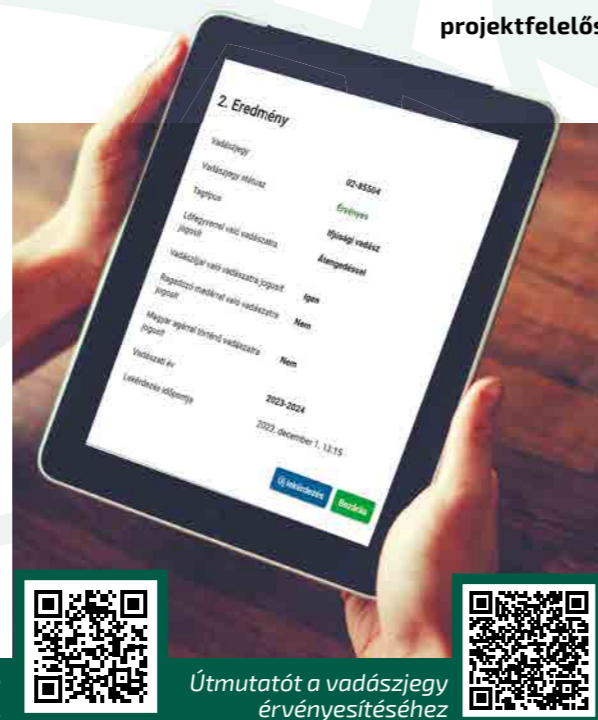 projektfelelős
2. Eredmény
Vadászjegy
02-85504
Vadászjegy státusz
Érvényes
Tagtípus
Ifjúsági vadász
Lőfegyverrel való vadászatra
jogosít
Átengedéssel
Vadászíjjal való vadászatra jogosít
Igen
Ragadozó madárral való vadászatra
jogosít
Nem
Magyar agárral történő vadászatra
jogosít
Nem
Vadászati év
2023-2024
Lekérdezés időpontja
2023. december 1. 13:15
Új lekérdezés
Bezárás
Útmutatót a vadászjegy
érvényesítéséhez